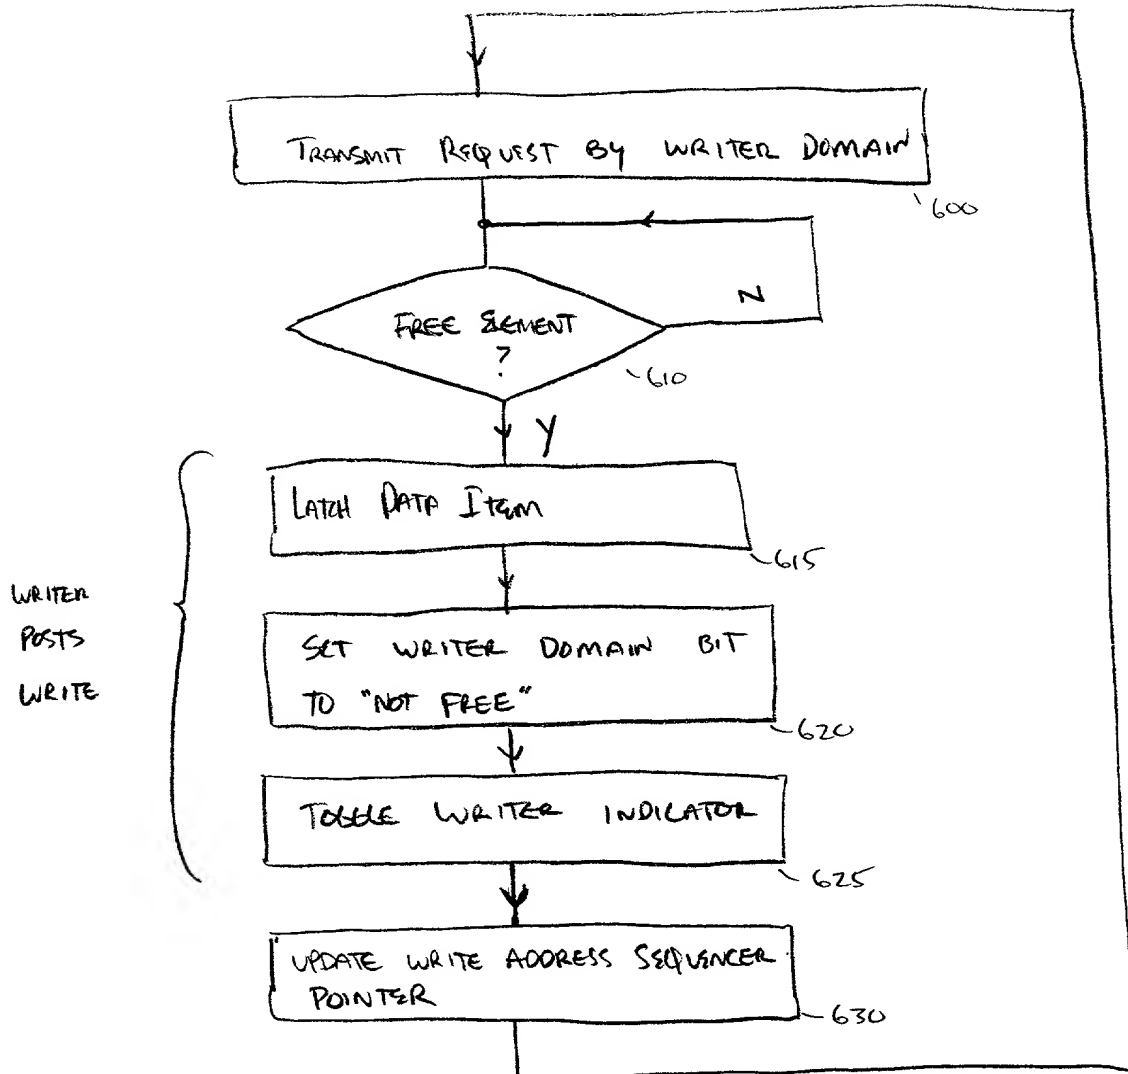 TRANSMIT REQUEST BY WRITER DOMAIN
600
FREE ELEMENT
?
N
610
Y
LATCH DATA ITEM
615
WRITER
POSTS
WRITE
SET WRITER DOMAIN BIT
TO "NOT FREE"
620
TOGGLE WRITER INDICATOR
625
UPDATE WRITE ADDRESS SEQUENCER
POINTER
630